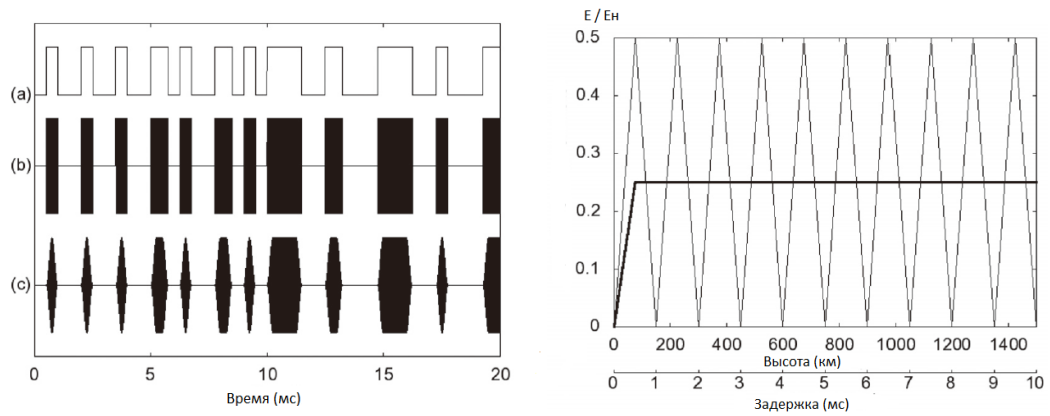 (a)
(b)
(c)
0 5 10 15 20
Время (мс)
E / Eн
0.5
0.4
0.3
0.2
0.1
0
0 200 400 600 800 1000 1200 1400
Высота (км)
0 1 2 3 4 5 6 7 8 9 10
Задержка (мс)